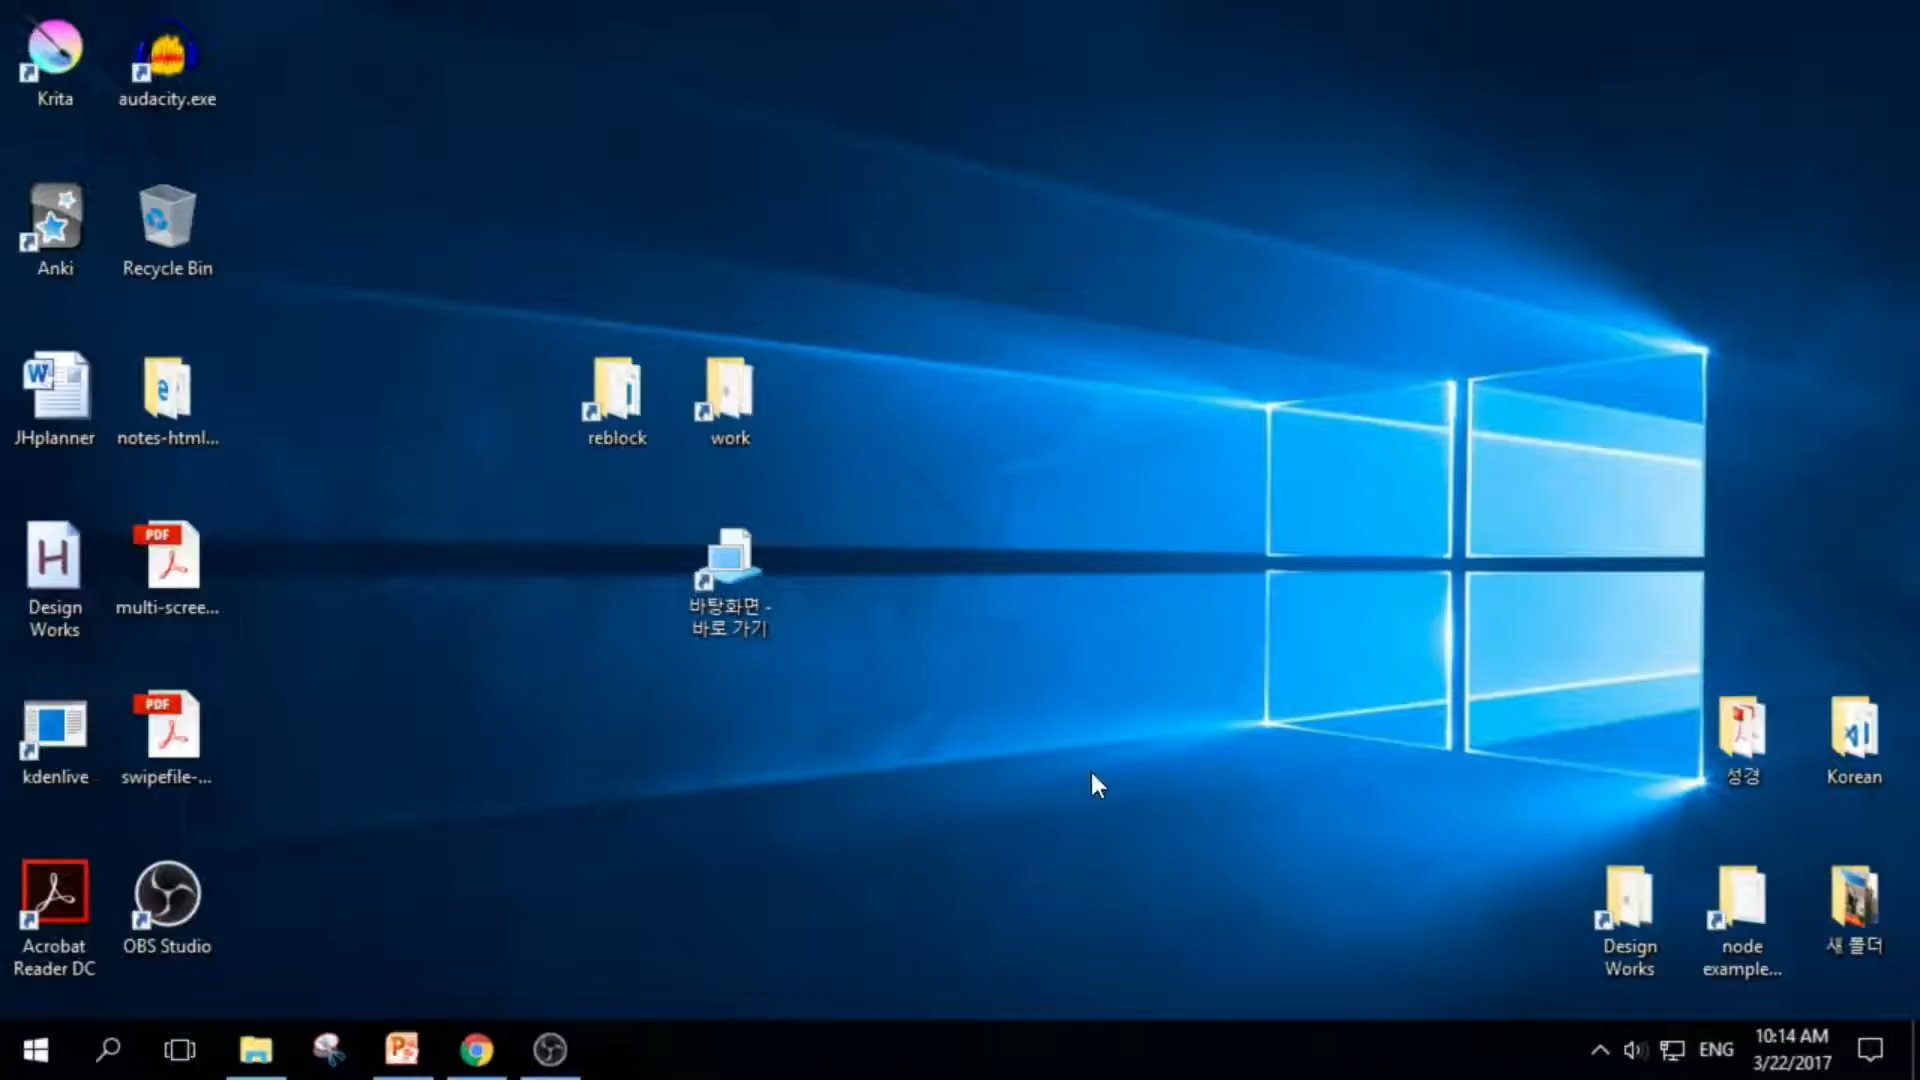 Krita
audacity.exe
Anki
Recycle Bin
JHplanner
notes-html...
reblock
work
Design
Works
multi-scree...
바탕화면 -
바로 가기
kdenlive
swipefile-...
성경
Korean
Acrobat
Reader DC
OBS Studio
Design
Works
node
example...
새 폴더
ENG
10:14 AM
3/22/2017